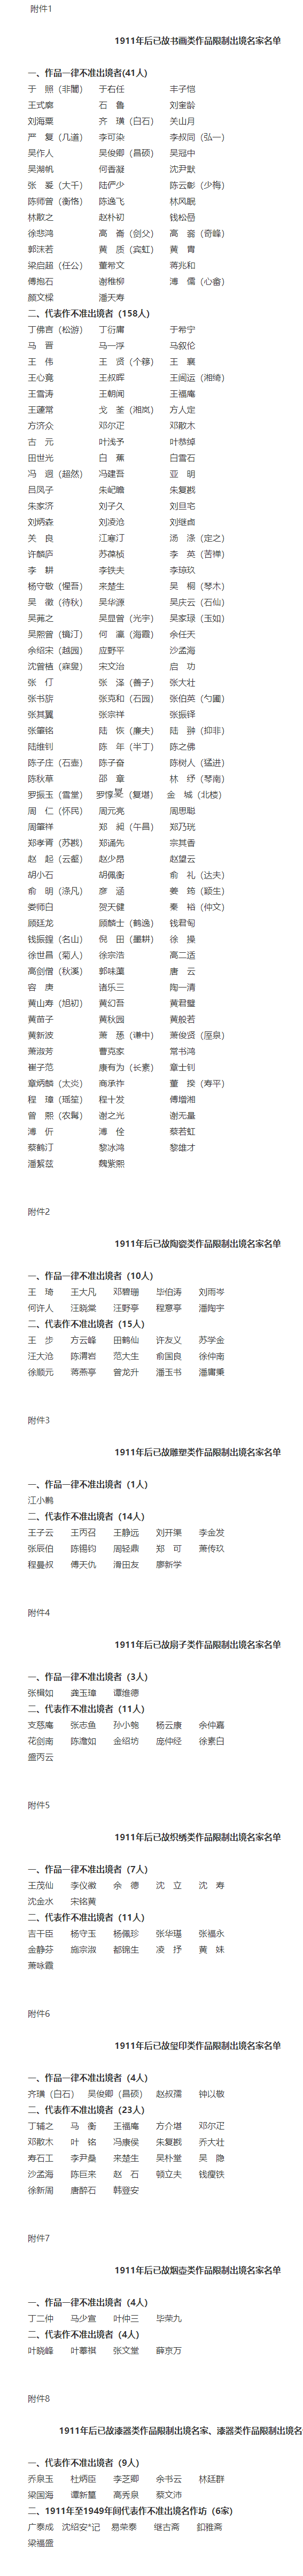 附件1
1911年后已故书画类作品限制出境名家名单
一、作品一律不准出境者(41人)
于　照（非闇）　于右任　丰子恺
王式廓　石　鲁　刘奎龄
刘海粟　齐　璜（白石）　关山月
严　复（几道）　李可染　李叔同（弘一）
吴作人　吴俊卿（昌硕）　吴冠中
吴湖帆　何香凝　沈尹默
张　爰（大千）　陆俨少　陈云彰（少梅）
陈师曾（衡恪）　陈逸飞　林风眠
林散之　赵朴初　钱松嵒
徐悲鸿　高　崙（剑父）　高　嵡（奇峰）
郭沫若　黄　质（宾虹）　黄　胄
梁启超（任公）　董希文　蒋兆和
傅抱石　谢稚柳　溥　儒（心畲）
颜文樑　潘天寿
二、代表作不准出境者（158人）
丁佛言（松游）　丁衍庸　于希宁
马　晋　马一浮　马叙伦
王　伟　王　贤（个簃）　王　襄
王心竟　王叔晖　王闿运（湘绮）
王雪涛　王朝闻　王福庵
王蘧常　戈　荃（湘岚）　方人定
方济众　邓尔疋　邓散木
古　元　叶浅予　叶恭绰
田世光　白　蕉　白雪石
冯　迥（超然）　冯建吾　亚　明
吕凤子　朱屺瞻　朱复戡
朱家济　刘子久　刘旦宅
刘炳森　刘凌沧　刘继卣
关　良　江寒汀　汤　涤（定之）
许麟庐　苏葆桢　李　英（苦禅）
李　耕　李铁夫　李琼玖
杨守敬（惺吾）　来楚生　吴　桐（琴木）
吴　徵（待秋）　吴华源　吴庆云（石仙）
吴茀之　吴显曾（光宇）　吴家琭（玉如）
吴熙曾（镜汀）　何　瀛（海霞）　余任天
余绍宋（越园）　应野平　沙孟海
沈曾植（寐叟）　宋文治　启　功
张　仃　张　泽（善子）　张大壮
张书旂　张克和（石园）　张伯英（勺圃）
张其翼　张宗祥　张振铎
张肇铭　陆　恢（廉夫）　陆　翀（抑非）
陆维钊　陈　年（半丁）　陈之佛
陈子庄（石壶）　陈子奋　陈树人（猛进）
陈秋草　邵　章　林　纾（琴南）
罗振玉（雪堂）　罗惇㬊（复堪）　金　城（北楼）
周　仁（怀民）　周元亮　周思聪
周肇祥　郑　昶（午昌）　郑乃珖
郑孝胥（苏戡）　郑诵先　宗其香
赵　起（云壑）　赵少昂　赵望云
胡小石　胡佩衡　俞　礼（达夫）
俞　明（涤凡）　彦　涵　姜　筠（颖生）
娄师白　贺天健　秦　裕（仲文）
顾廷龙　顾麟士（鹤逸）　钱君匋
钱振鍠（名山）　倪　田（墨耕）　徐　操
徐世昌（菊人）　徐宗浩　高二适
高剑僧（秋溪）　郭味蕖　唐　云
容　庚　诸乐三　陶一清
黄山寿（旭初）　黄幻吾　黄君璧
黄苗子　黄秋园　黄般若
黄新波　萧　愻（谦中）　萧俊贤（厔泉）
萧淑芳　曹克家　常书鸿
崔子范　康有为（长素）　章士钊
章炳麟（太炎）　商承祚　董　揆（寿平）
程　璋（瑶笙）　程十发　傅增湘
曾　熙（农髯）　谢之光　谢无量
溥　伒　溥　佺　蔡若虹
蔡鹤汀　黎冰鸿　黎雄才
潘絜兹　魏紫熙
附件2
1911年后已故陶瓷类作品限制出境名家名单
一、作品一律不准出境者（10人）
王　琦　王大凡　邓碧珊　毕伯涛　刘雨岑
何许人　汪晓棠　汪野亭　程意亭　潘陶宇
二、代表作不准出境者（15人）
王　步　方云峰　田鹤仙　许友义　苏学金
汪大沧　陈渭岩　范大生　俞国良　徐仲南
徐顺元　蒋燕亭　曾龙升　潘玉书　潘庸秉
附件3
1911年后已故雕塑类作品限制出境名家名单
一、作品一律不准出境者（1人）
江小鹣
二、代表作不准出境者（14人）
王子云　王丙召　王静远　刘开渠　李金发
张辰伯　陈锡钧　周轻鼎　郑　可　萧传玖
程曼叔　傅天仇　滑田友　廖新学
附件4
1911年后已故扇子类作品限制出境名家名单
一、作品一律不准出境者（3人）
张楫如　龚玉璋　谭维德
二、代表作不准出境者（11人）
支慈庵　张志鱼　孙小匏　杨云康　余仲嘉
花剑南　陈澹如　金绍坊　庞仲经　徐素白
盛丙云
附件5
1911年后已故织绣类作品限制出境名家名单
一、作品一律不准出境者（7人）
王茂仙　李仪徽　余　德　沈　立　沈　寿
沈金水　宋铭黄
二、代表作不准出境者（11人）
吉干臣　杨守玉　杨佩珍　张华璂　张福永
金静芬　施宗淑　都锦生　凌　抒　黄　妹
萧咏霞
附件6
1911年后已故玺印类作品限制出境名家名单
一、作品一律不准出境者（4人）
齐璜（白石）　吴俊卿（昌硕）　赵叔孺　钟以敬
二、代表作不准出境者（23人）
丁辅之　马　衡　王福庵　方介堪　邓尔疋
邓散木　叶　铭　冯康侯　朱复戡　乔大壮
寿石工　李尹桑　来楚生　吴朴堂　吴　隐
沙孟海　陈巨来　赵　石　顿立夫　钱瘦铁
徐新周　唐醉石　韩登安
附件7
1911年后已故烟壶类作品限制出境名家名单
一、作品一律不准出境者（4人）
丁二仲　马少宣　叶仲三　毕荣九
二、代表作不准出境者（4人）
叶晓峰　叶菶祺　张文堂　薛京万
附件8
1911年后已故漆器类作品限制出境名家、漆器类作品限制出境名
一、代表作不准出境者（9人）
乔泉玉　杜炳臣　李芝卿　余书云　林廷群
梁国海　谭新篁　高秀泉　蔡文沛
二、1911年至1949年间代表作不准出境名作坊（6家）
广泰成　沈绍安*记　易荣泰　继古斋　釦雅斋
梁福盛